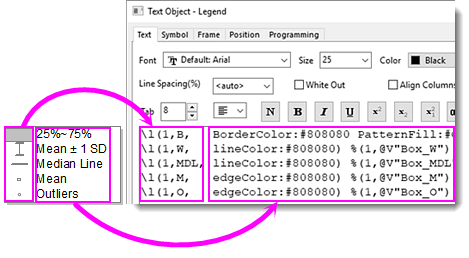 Text Object - Legend
Text Symbol Frame Position Programming
Font Tr Default: Arial Size 25 Color Black
Line Spacing(%) <auto> White Out Align Columns
Tab 8 N B I U x² x₂
25%~75%
Mean ± 1 SD
Median Line
Mean
Outliers
\l(1,B, BorderColor:#808080 PatternFill:#
\l(1,W, lineColor:#808080) %(1,@V"Box_W")
\l(1,MDL, lineColor:#808080) %(1,@V"Box_MDL
\l(1,M, edgeColor:#808080) %(1,@V"Box_M")
\l(1,O, edgeColor:#808080) %(1,@V"Box_O")